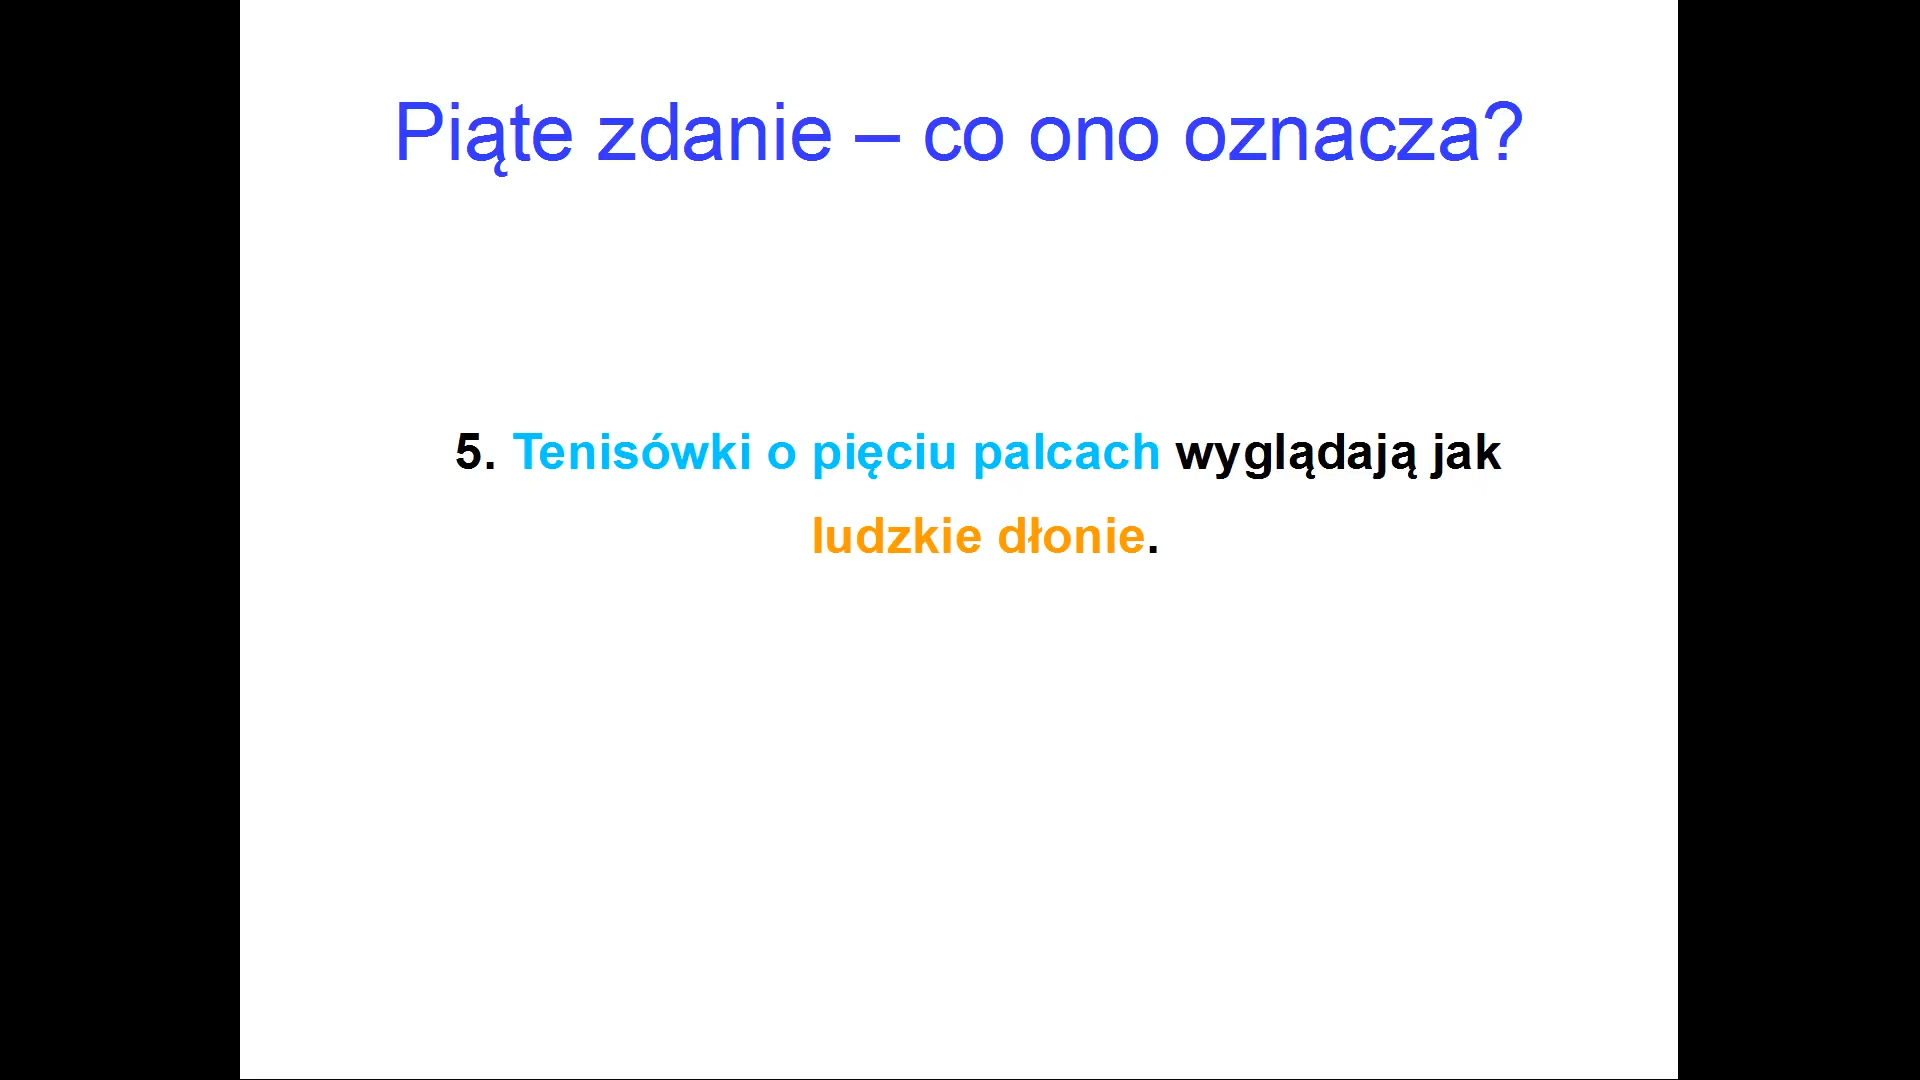 Piąte zdanie – co ono oznacza?
5. Tenisówki o pięciu palcach wyglądają jak
ludzkie dłonie.